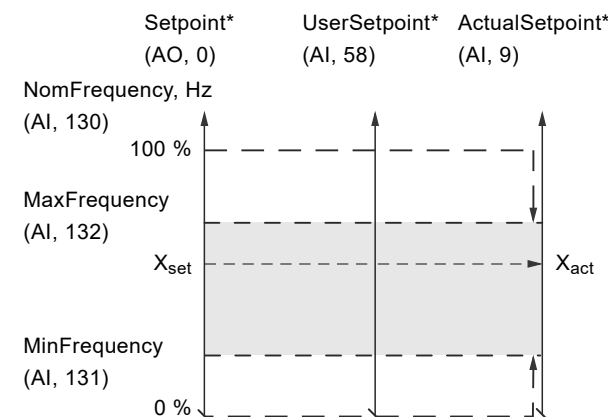 Setpoint* UserSetpoint* ActualSetpoint*
(AO, 0) (AI, 58) (AI, 9)
NomFrequency, Hz
(AI, 130)
100 %
MaxFrequency
(AI, 132)
Xset Xact
MinFrequency
(AI, 131)
0 %